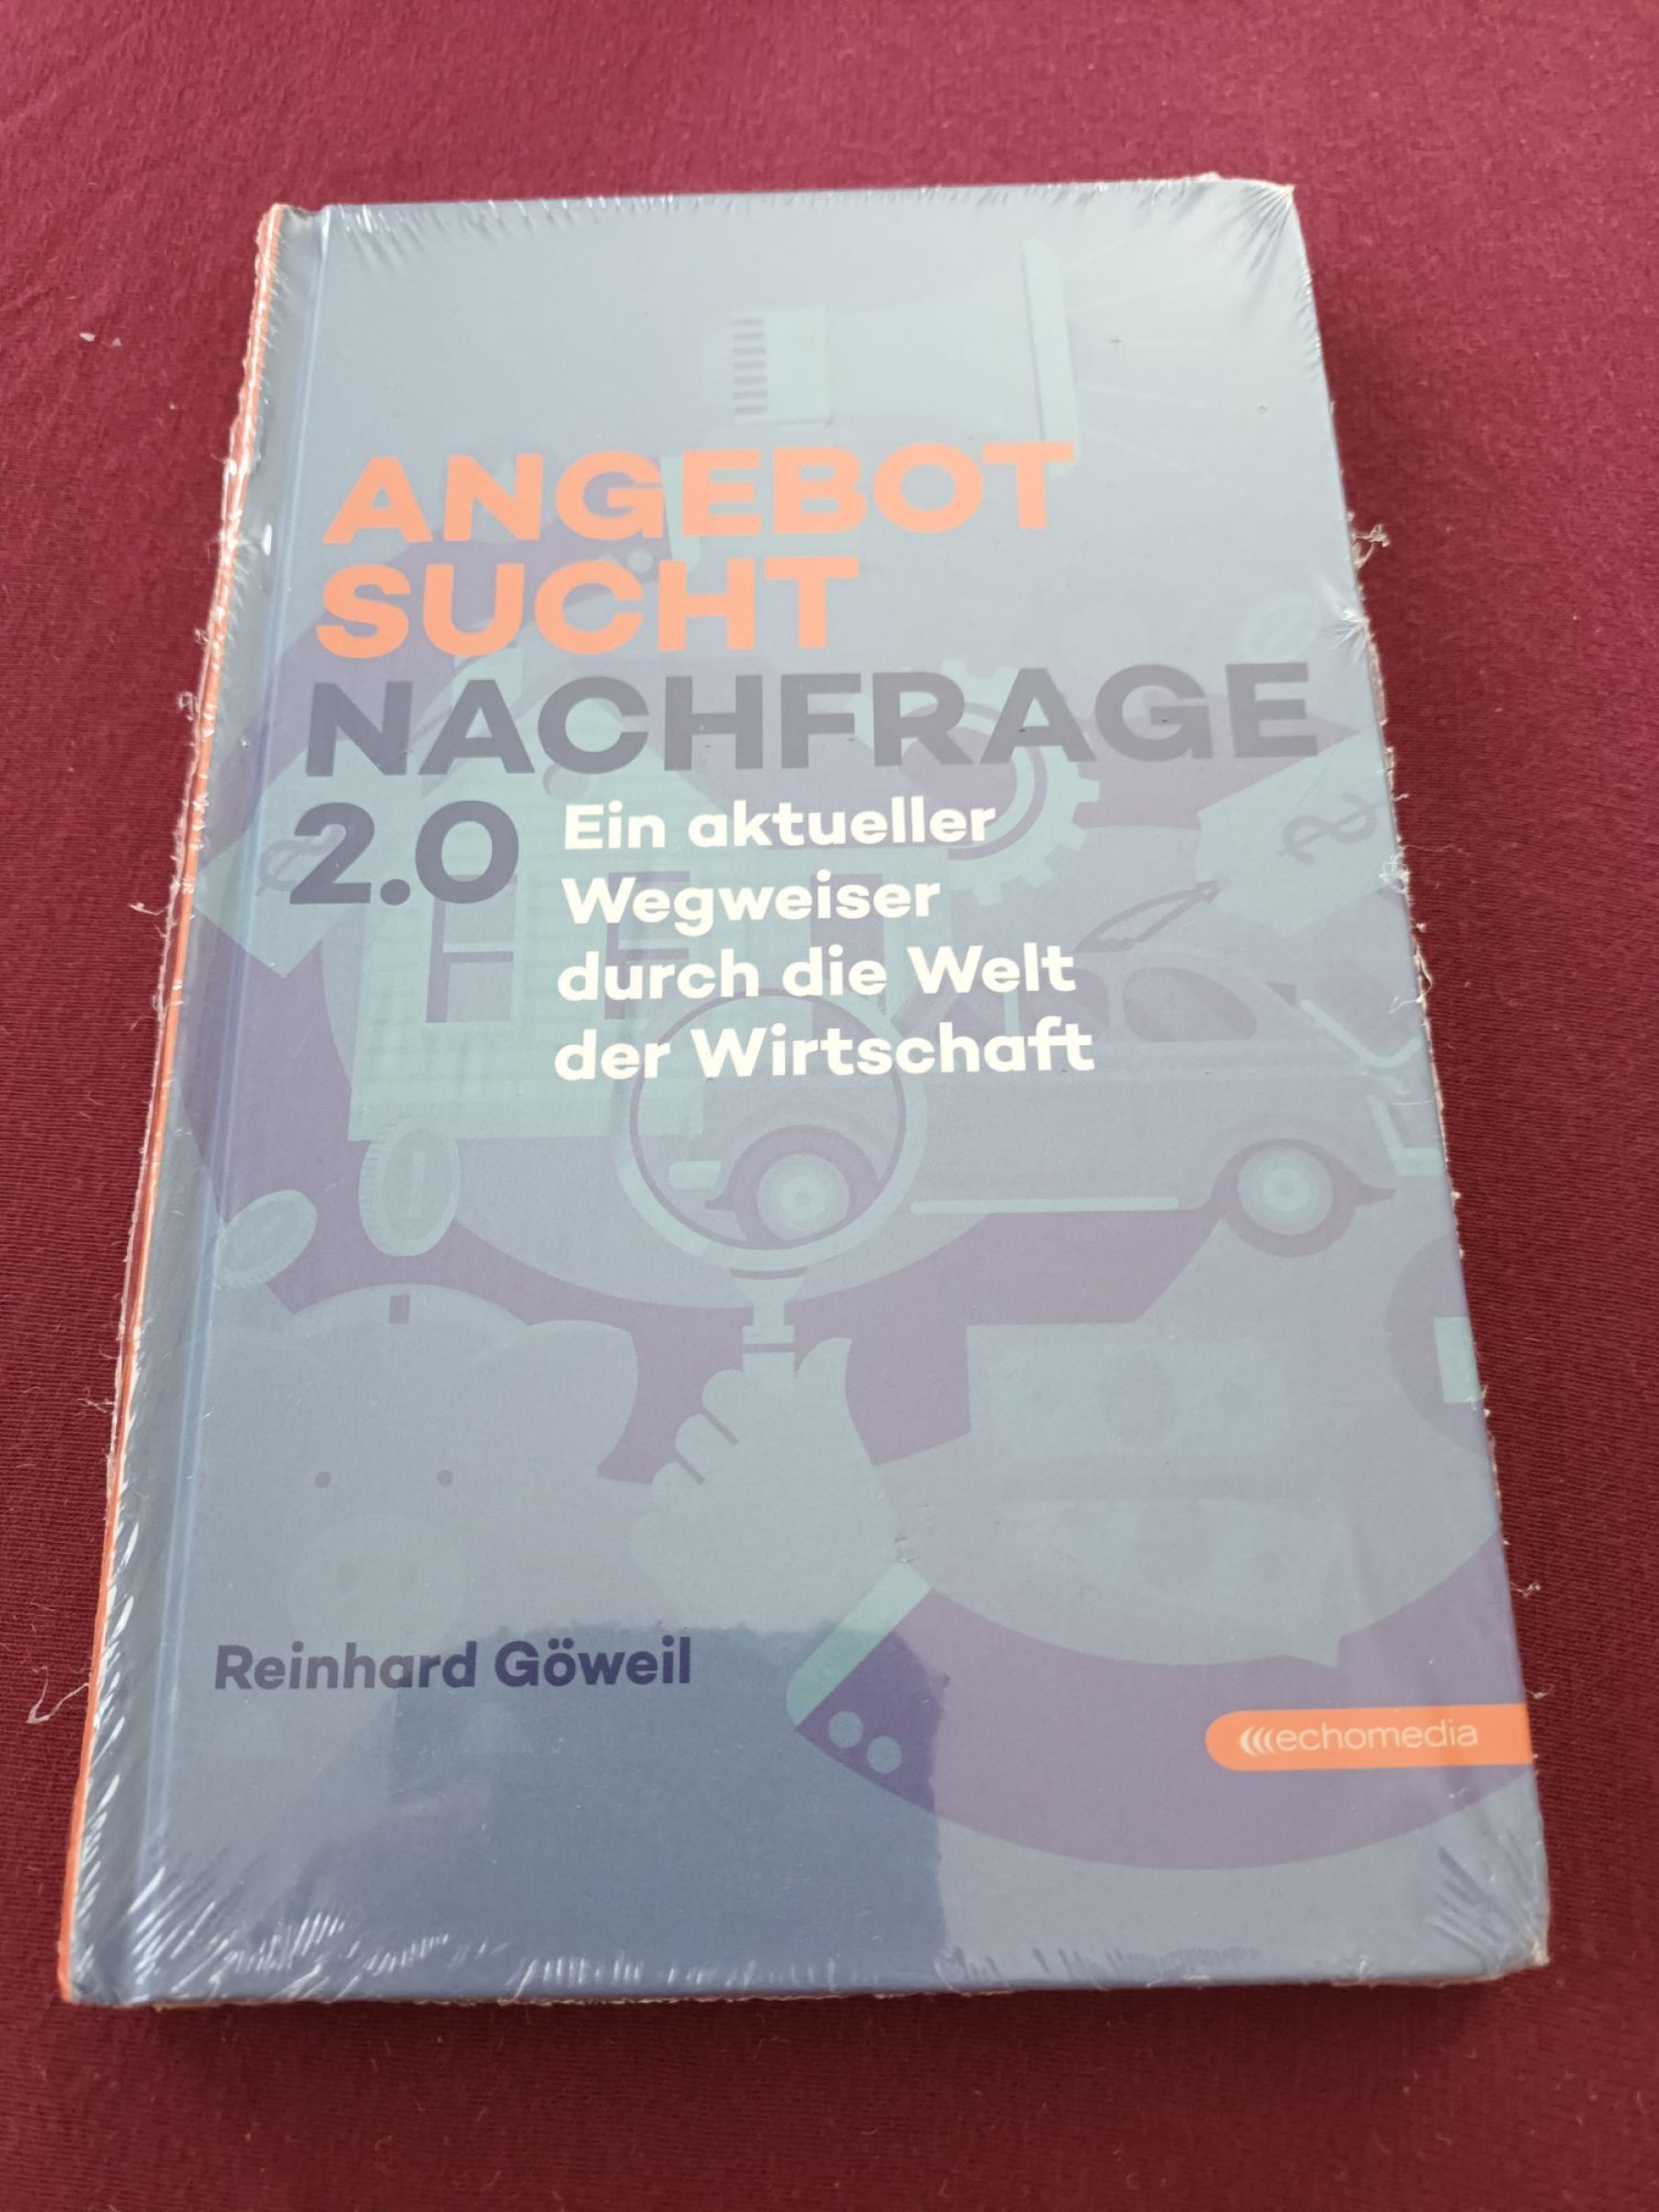 ANGEBOT
SUCHT
NACHFRAGE
2.0
Ein aktueller
Wegweiser
durch die Welt
der Wirtschaft
Reinhard Göweil
echomedia